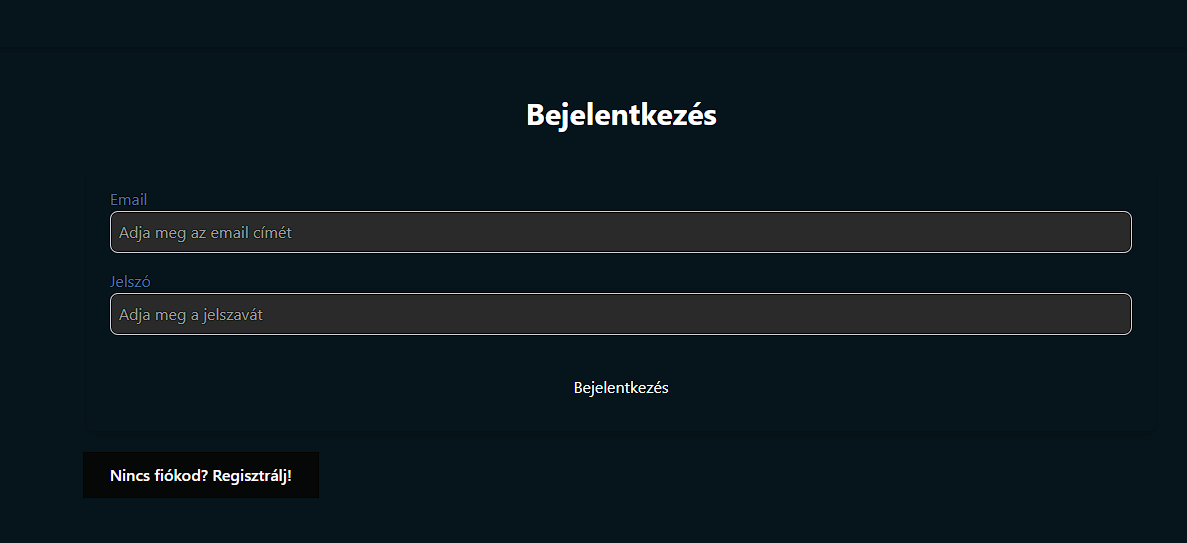 Bejelentkezés
Email
Adja meg az email címét
Jelszó
Adja meg a jelszavát
Bejelentkezés
Nincs fiókod? Regisztrálj!